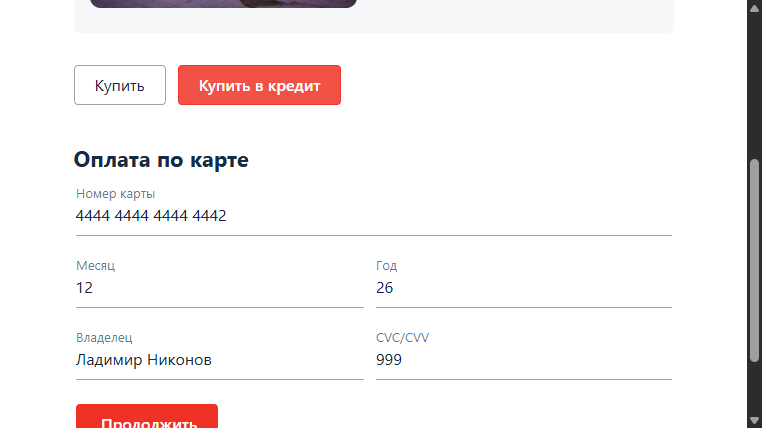 Купить
Купить в кредит
Оплата по карте
Номер карты
4444 4444 4444 4442
Месяц
Год
12
26
Владелец
CVC/CVV
Ладимир Никонов
999
Продолжить